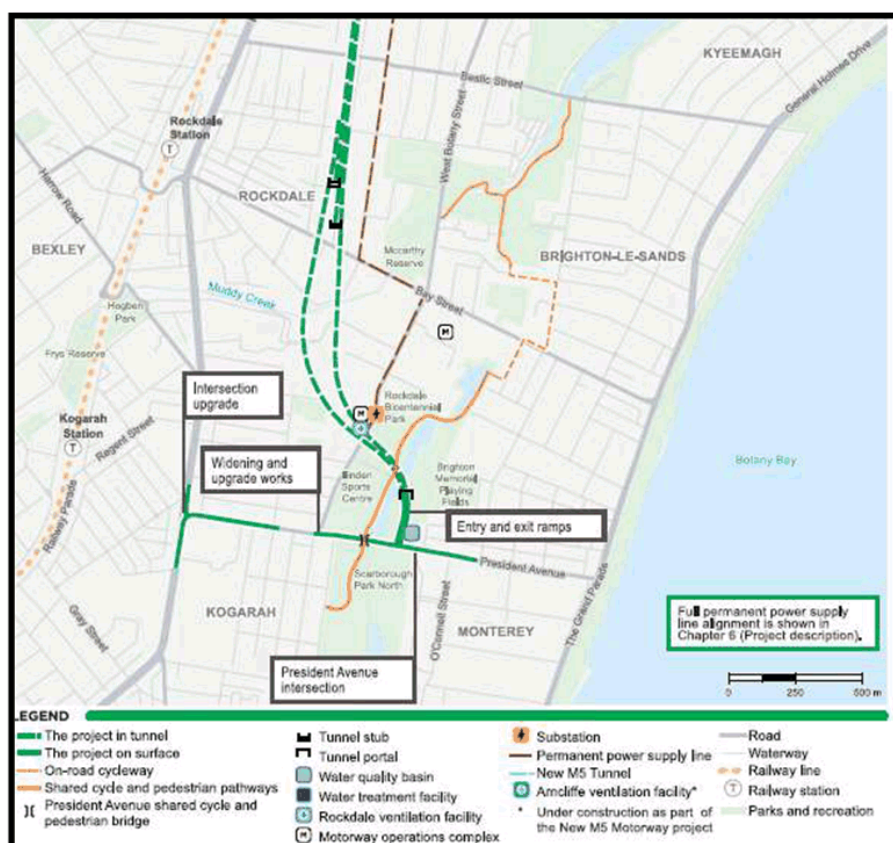 KYEEMAGH
General Holmes Drive
Bestic Street
Rockdale
Station
T
West Botany Street
ROCKDALE
Harrow Road
BEXLEY
BRIGHTON-LE-SANDS
Mccarthy
Reserve
Muddy Creek
Bay Street
Hogben
Park
M
Frys Reserve
Intersection
upgrade
Rockdale
Bicentennial
Park
M
Kogarah
Station
T
Regent Street
Widening and
upgrade works
Botany Bay
Railway Parade
Sports
Centre
Brighton
Memorial
Playing
Fields
Entry and exit ramps
President Avenue
Scarborough
Park North
The Grand Parade
Gray Street
KOGARAH
O'Connell Street
MONTEREY
Full permanent power supply
line alignment is shown in
Chapter 6 (Project description).
President Avenue
intersection
0 250 500 m
LEGEND
The project in tunnel
The project on surface
On-road cycleway
Shared cycle and pedestrian pathways
President Avenue shared cycle and
pedestrian bridge
Tunnel stub
Tunnel portal
Water quality basin
Water treatment facility
Rockdale ventilation facility
M Motorway operations complex
Substation
Permanent power supply line
New M5 Tunnel
Arncliffe ventilation facility*
* Under construction as part of
the New M5 Motorway project
Road
Waterway
Railway line
T Railway station
Parks and recreation